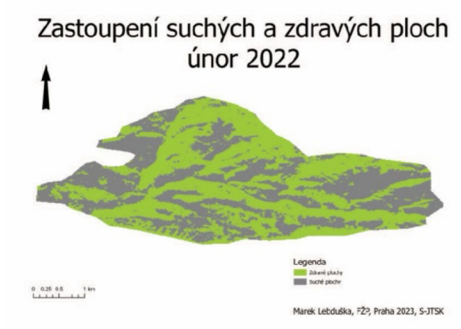 Zastoupení suchých a zdravých ploch
únor 2022
Legenda
Zdravé plochy
Suché plochy
0 0.25 0.5 1 km
Marek Lebduška, FŽP, Praha 2023, S-JTSK